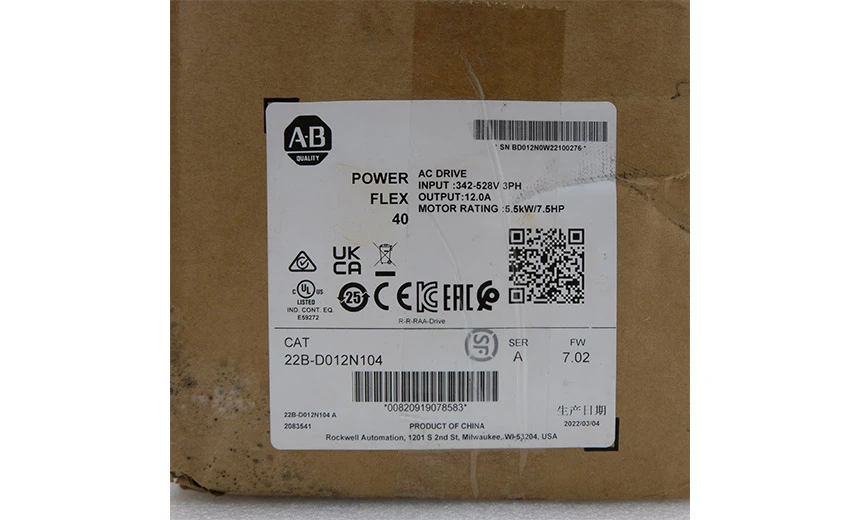 A-B
QUALITY
* SN BD012N0W22100276 *
POWER
FLEX
40
AC DRIVE
INPUT :342-528V 3PH
OUTPUT:12.0A
MOTOR RATING :5.5kW/7.5HP
UK
CA
C UL US
LISTED
IND. CONT. EQ.
E59272
25
CE
EAC
R-R-RAA-Drive
CAT
22B-D012N104
SER
A
FW
7.02
*00820919078583*
22B-D012N104 A
2083541
生产日期
2022/03/04
PRODUCT OF CHINA
Rockwell Automation, 1201 S 2nd St, Milwaukee, WI-53204, USA